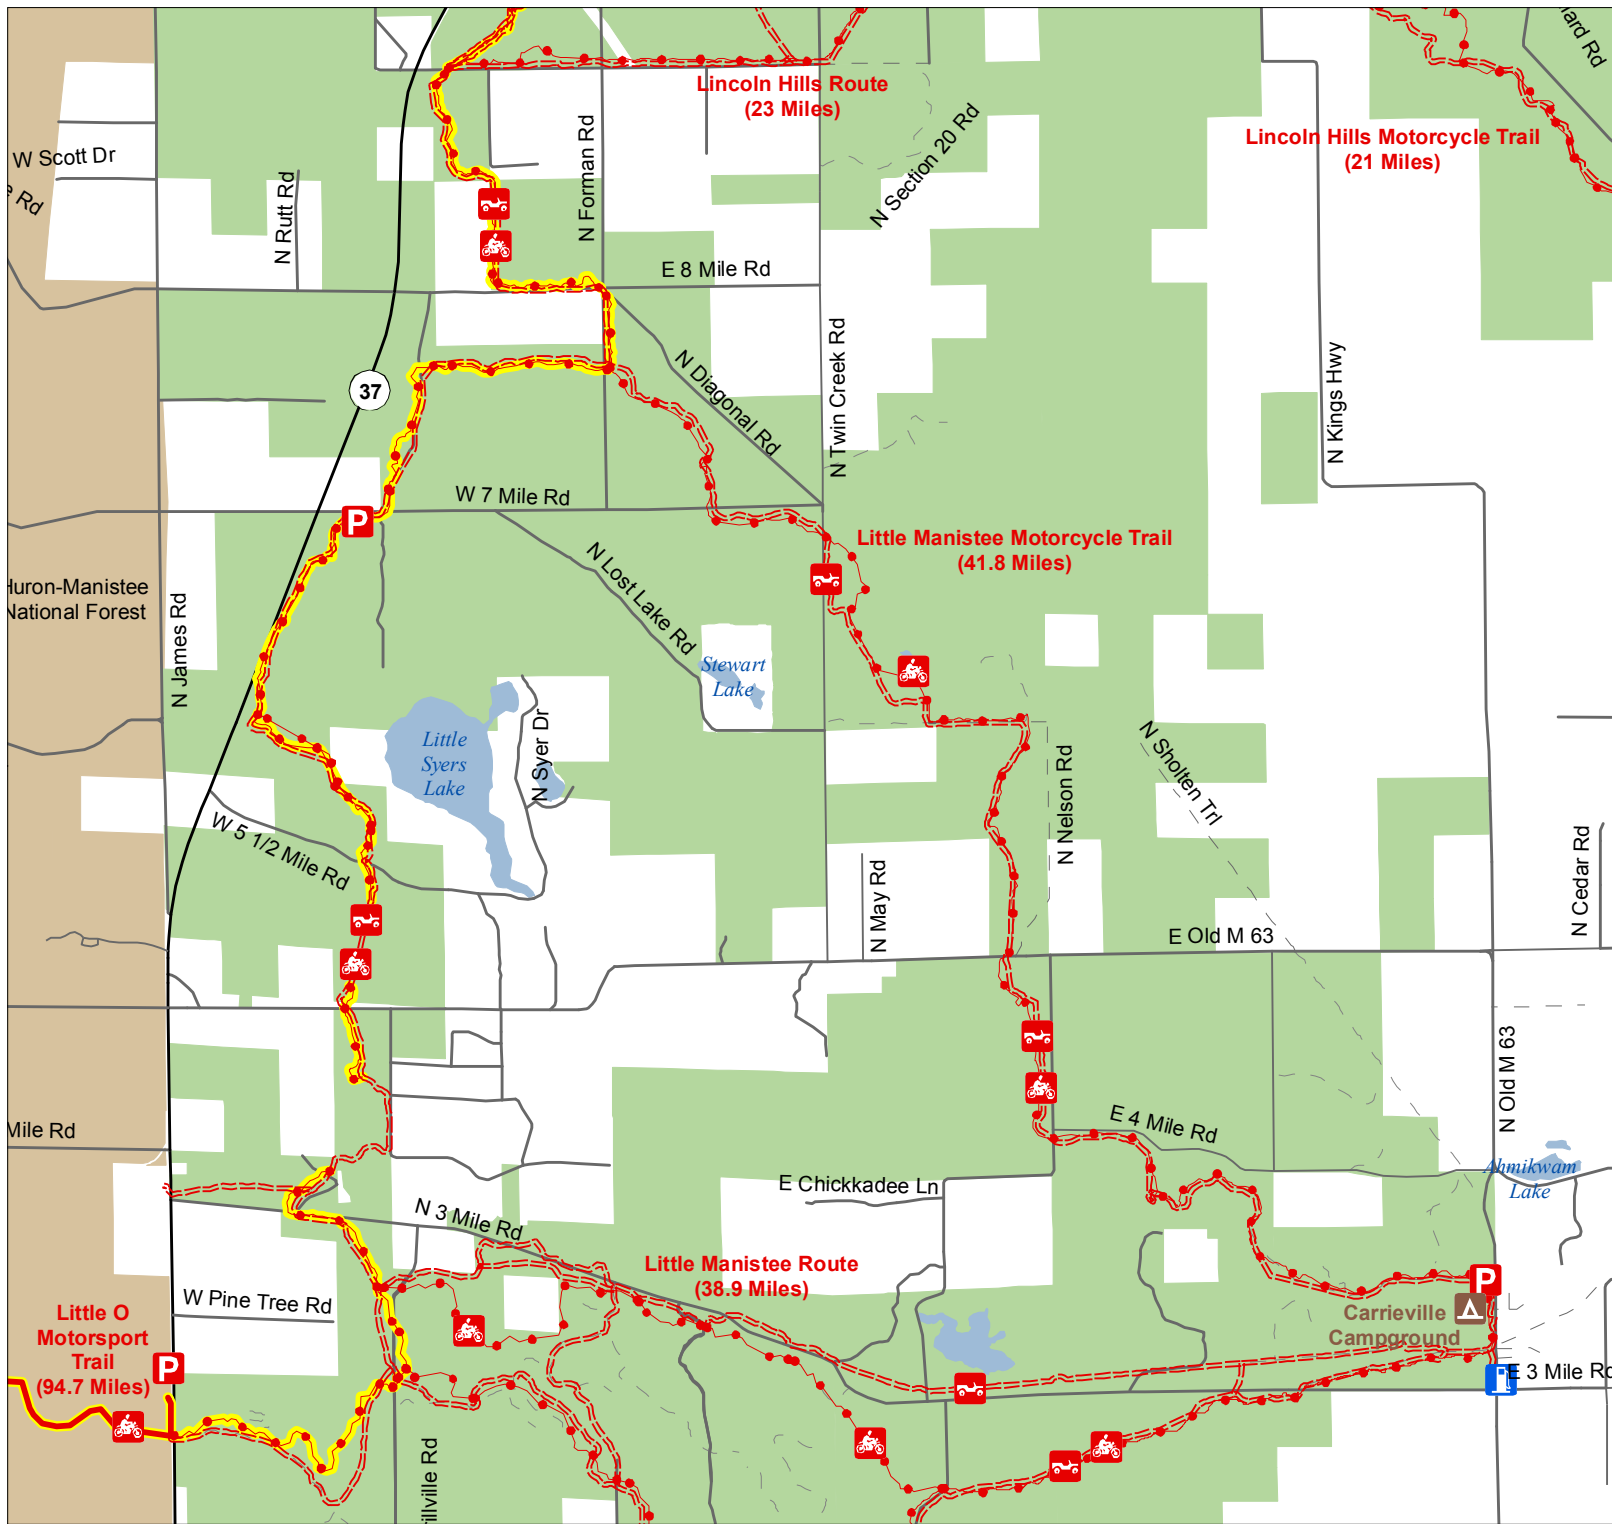 Lincoln Hills Route
(23 Miles)
Lincoln Hills Motorcycle Trail
(21 Miles)
W Scott Dr
e Rd
N Rutt Rd
N Forman Rd
N Section 20 Rd
E 8 Mile Rd
N Diagonal Rd
N Twin Creek Rd
N Kings Hwy
37
W 7 Mile Rd
P
N Lost Lake Rd
Little Manistee Motorcycle Trail
(41.8 Miles)
Huron-Manistee
National Forest
N James Rd
Stewart
Lake
Little
Syers
Lake
N Syer Dr
N Nelson Rd
N Sholten Trl
W 5 1/2 Mile Rd
N May Rd
N Cedar Rd
E Old M 63
N Old M 63
Mile Rd
E 4 Mile Rd
E Chickkadee Ln
Ahmikwam
Lake
N 3 Mile Rd
Little Manistee Route
(38.9 Miles)
P
W Pine Tree Rd
Little O
Motorsport
Trail
(94.7 Miles)
P
Carrieville
Campground
E 3 Mile Rd
illville Rd